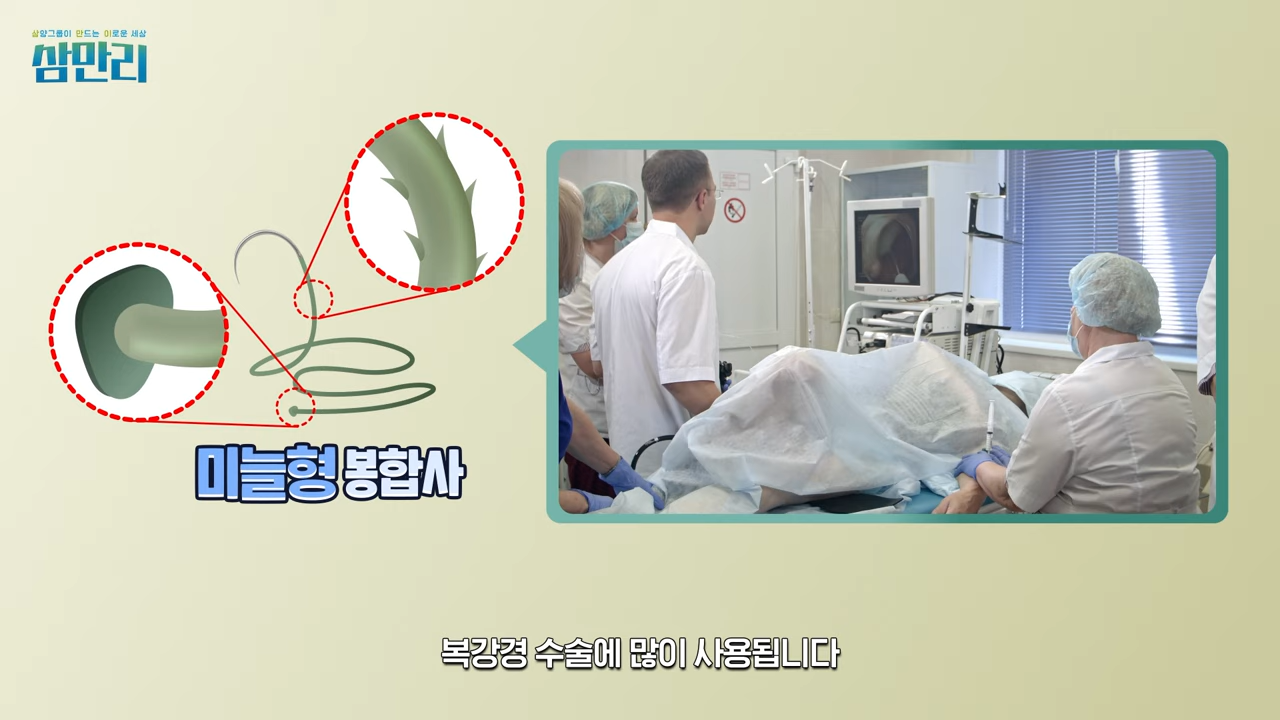 삼양그룹이 만드는 이로운 세상
삼만리
미늘형 봉합사
복강경 수술에 많이 사용됩니다